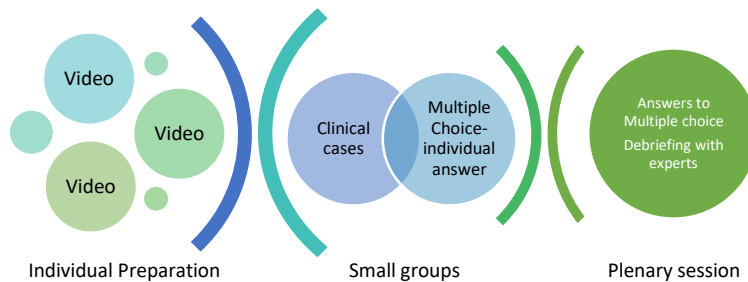 Video
Video
Video
Individual Preparation
Clinical
cases
Multiple
Choice-
individual
answer
Small groups
Answers to
Multiple choice
Debriefing with
experts
Plenary session